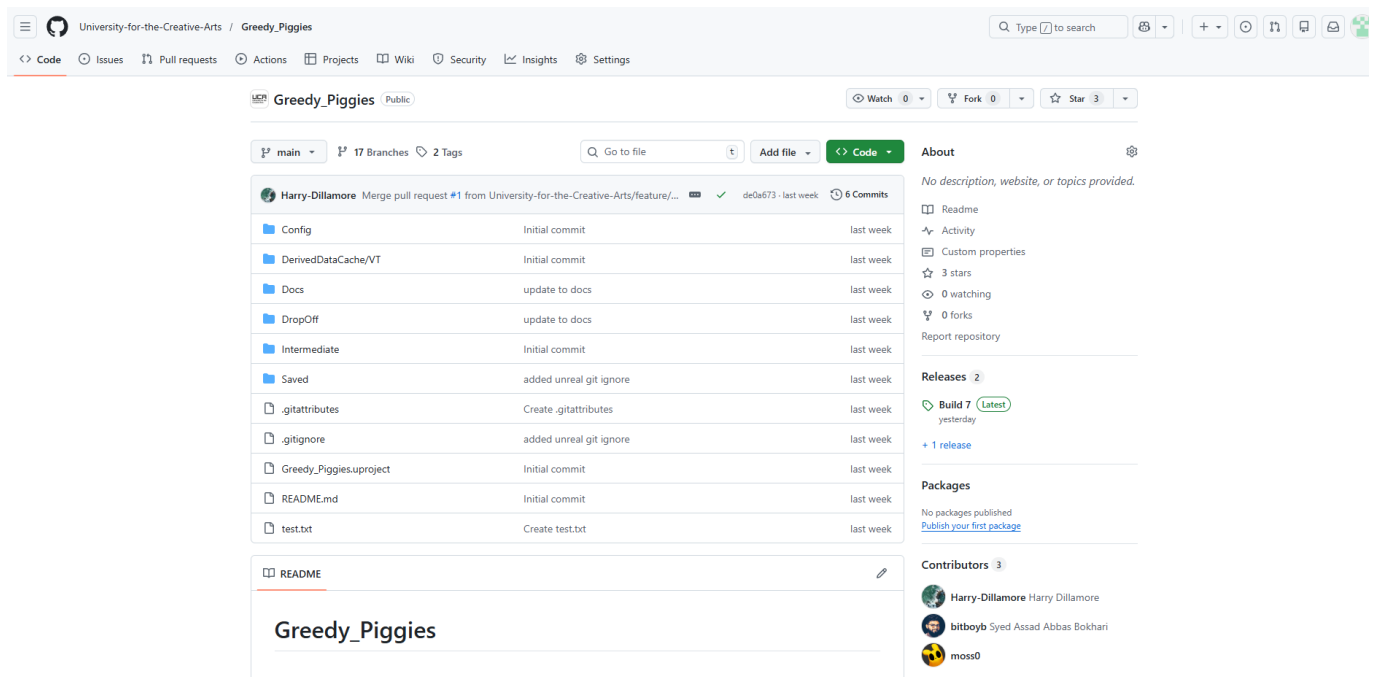 University-for-the-Creative-Arts / Greedy_Piggies
Type / to search
Code Issues Pull requests Actions Projects Wiki Security Insights Settings
UCA Greedy_Piggies Public
Watch 0 Fork 0 Star 3
main 17 Branches 2 Tags
Go to file t Add file Code
Harry-Dillamore Merge pull request #1 from University-for-the-Creative-Arts/feature/... de0a673 · last week 6 Commits
Config Initial commit last week
DerivedDataCache/VT Initial commit last week
Docs update to docs last week
DropOff update to docs last week
Intermediate Initial commit last week
Saved added unreal git ignore last week
.gitattributes Create .gitattributes last week
.gitignore added unreal git ignore last week
Greedy_Piggies.uproject Initial commit last week
README.md Initial commit last week
test.txt Create test.txt last week
README
Greedy_Piggies
About
No description, website, or topics provided.
Readme
Activity
Custom properties
3 stars
0 watching
0 forks
Report repository
Releases 2
Build 7 Latest
yesterday
+ 1 release
Packages
No packages published
Publish your first package
Contributors 3
Harry-Dillamore Harry Dillamore
bitboyb Syed Assad Abbas Bokhari
moss0